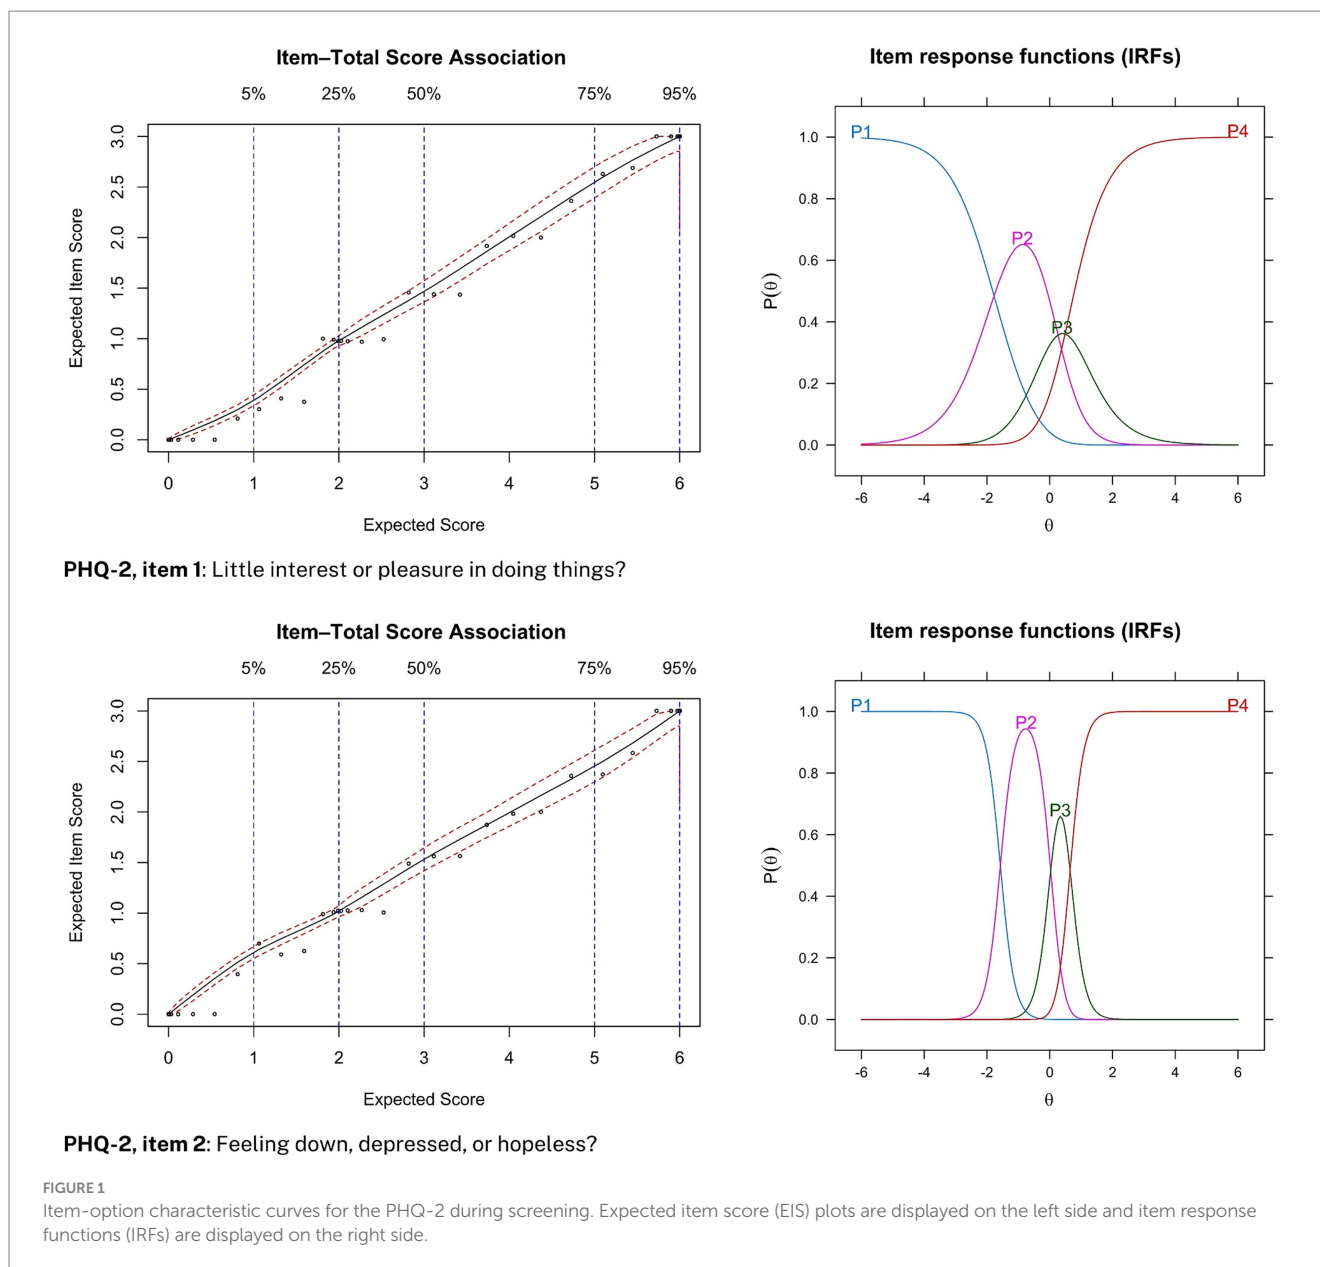 Item–Total Score Association
5% 25% 50% 75% 95%
Expected Item Score
3.0
2.5
2.0
1.5
1.0
0.5
0.0
0 1 2 3 4 5 6
Expected Score
Item response functions (IRFs)
P(θ)
1.0
0.8
0.6
0.4
0.2
0.0
P1
P2
P3
P4
-6 -4 -2 0 2 4 6
θ
PHQ-2, item 1: Little interest or pleasure in doing things?
Item–Total Score Association
5% 25% 50% 75% 95%
Expected Item Score
3.0
2.5
2.0
1.5
1.0
0.5
0.0
0 1 2 3 4 5 6
Expected Score
Item response functions (IRFs)
P(θ)
1.0
0.8
0.6
0.4
0.2
0.0
P1
P2
P3
P4
-6 -4 -2 0 2 4 6
θ
PHQ-2, item 2: Feeling down, depressed, or hopeless?
FIGURE 1
Item-option characteristic curves for the PHQ-2 during screening. Expected item score (EIS) plots are displayed on the left side and item response
functions (IRFs) are displayed on the right side.